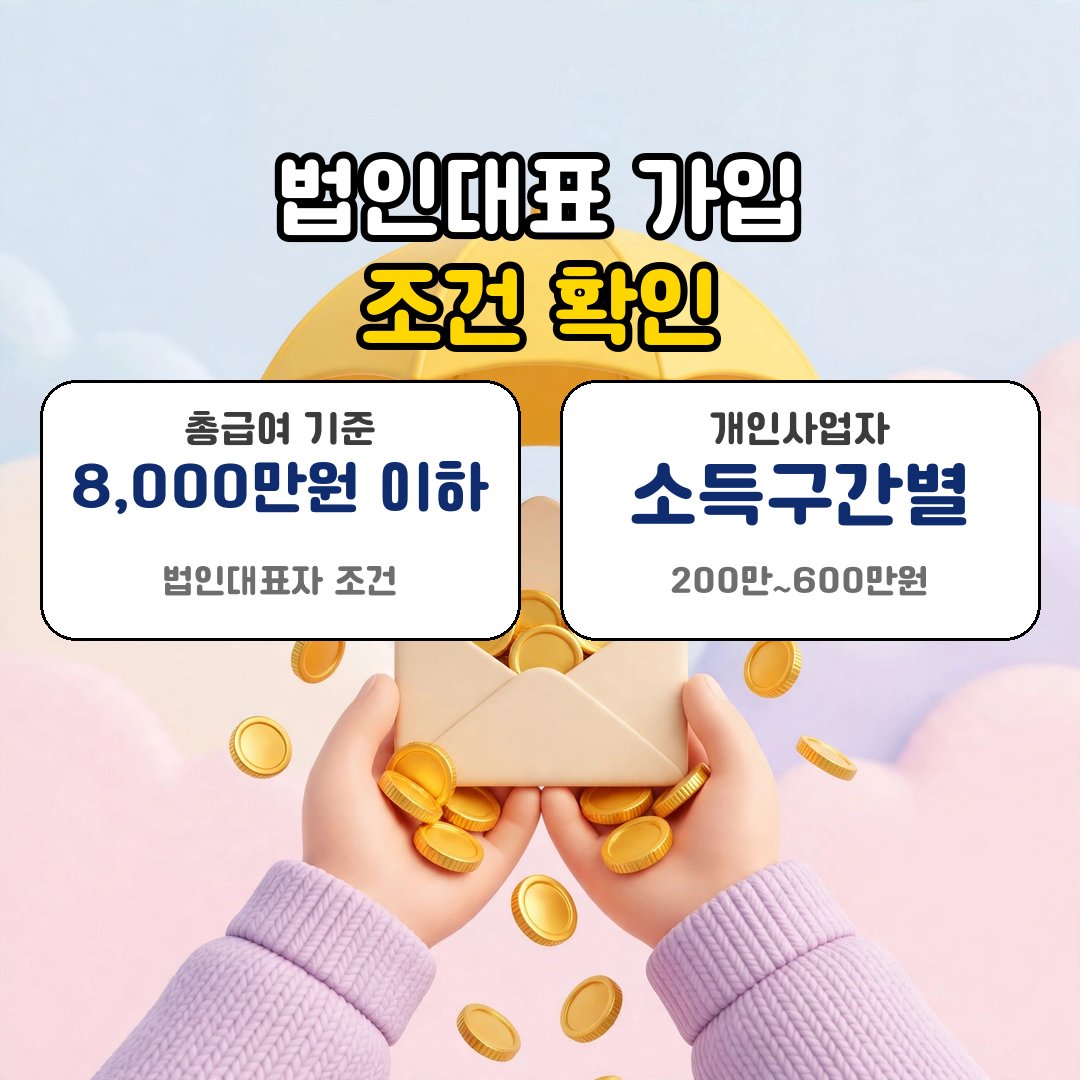 법인대표 가입
조건 확인
총급여 기준
8,000만원 이하
법인대표자 조건
개인사업자
소득구간별
200만~600만원